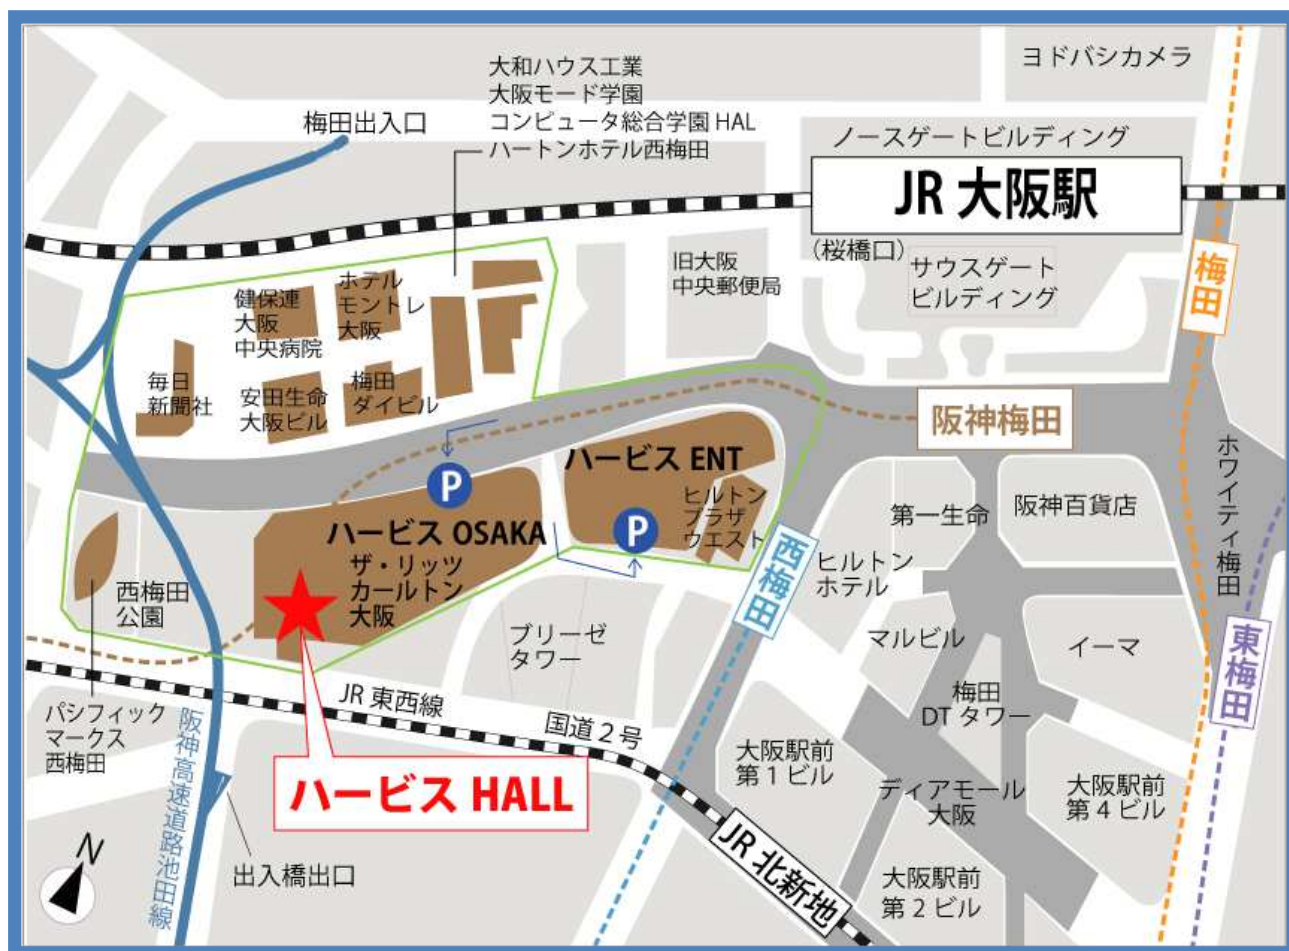 ヨドバシカメラ
大和ハウス工業
大阪モード学園
コンピュータ総合学園 HAL
ハートンホテル西梅田
梅田出入口
ノースゲートビルディング
JR 大阪駅
(桜橋口)
サウスゲート
ビルディング
旧大阪
中央郵便局
梅田
ホテル
モントレ
大阪
健保連
大阪
中央病院
毎日
新聞社
安田生命
大阪ビル
梅田
ダイビル
阪神梅田
P
ハービス ENT
ヒルトン
プラザ
ウエスト
P
ハービス OSAKA
ザ・リッツ
カールトン
大阪
第一生命
阪神百貨店
ホワイティ梅田
ヒルトン
ホテル
西梅田
西梅田
公園
ブリーゼ
タワー
マルビル
イーマ
東梅田
梅田
DT タワー
JR 東西線
国道2号
パシフィック
マークス
西梅田
阪神高速道路池田線
ハービス HALL
大阪駅前
第1ビル
ディアモール
大阪
大阪駅前
第4ビル
JR 北新地
大阪駅前
第2ビル
出入橋出口
N